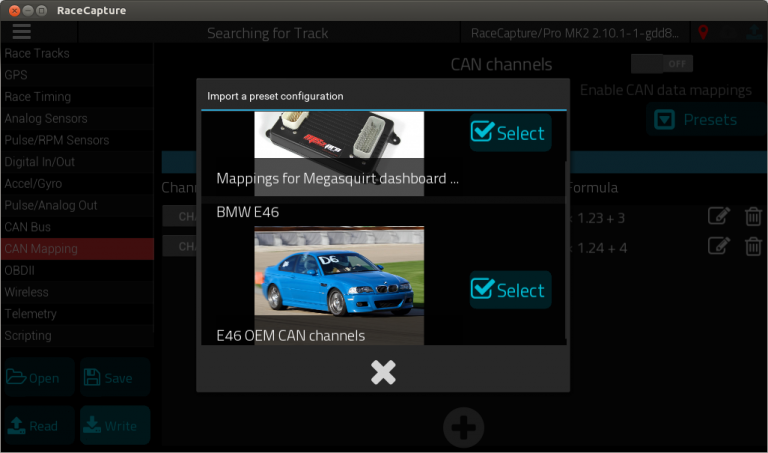 RaceCapture
Searching for Track
RaceCapture/Pro MK2 2.10.1-1-gdd8...
Race Tracks
GPS
Race Timing
Analog Sensors
Pulse/RPM Sensors
Digital In/Out
Accel/Gyro
Pulse/Analog Out
CAN Bus
CAN Mapping
OBDII
Wireless
Telemetry
Scripting
Open
Save
Read
Write
CAN channels
OFF
Enable CAN data mappings
Presets
Import a preset configuration
Select
Mappings for Megasquirt dashboard ...
BMW E46
D6
Select
E46 OEM CAN channels
Formula
1.23 + 3
1.24 + 4